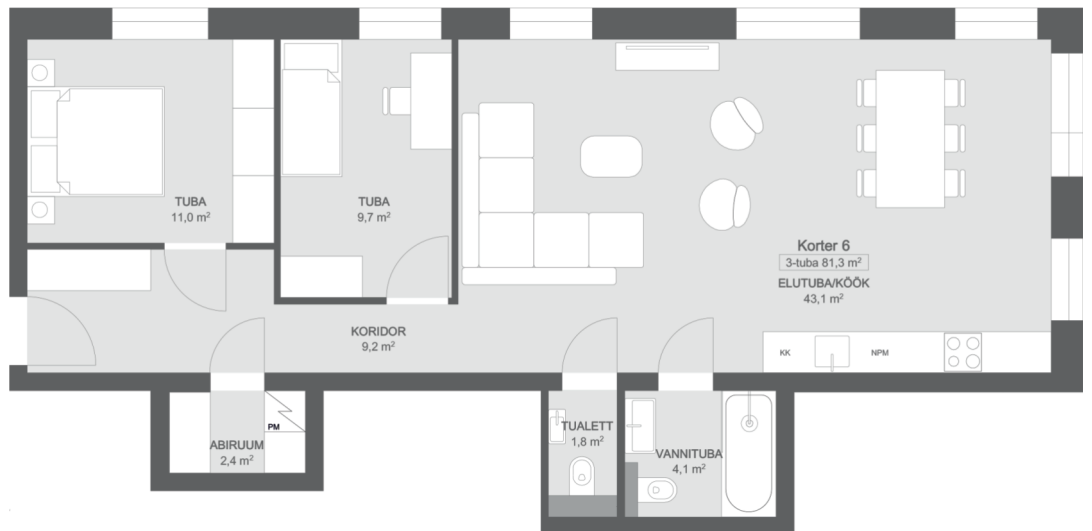 TUBA
11,0 m²
TUBA
9,7 m²
Korter 6
3-tuba 81,3 m²
ELUTUBA/KÖÖK
43,1 m²
KORIDOR
9,2 m²
KK
NPM
PM
ABIRUUM
2,4 m²
TUALETT
1,8 m²
VANNITUBA
4,1 m²